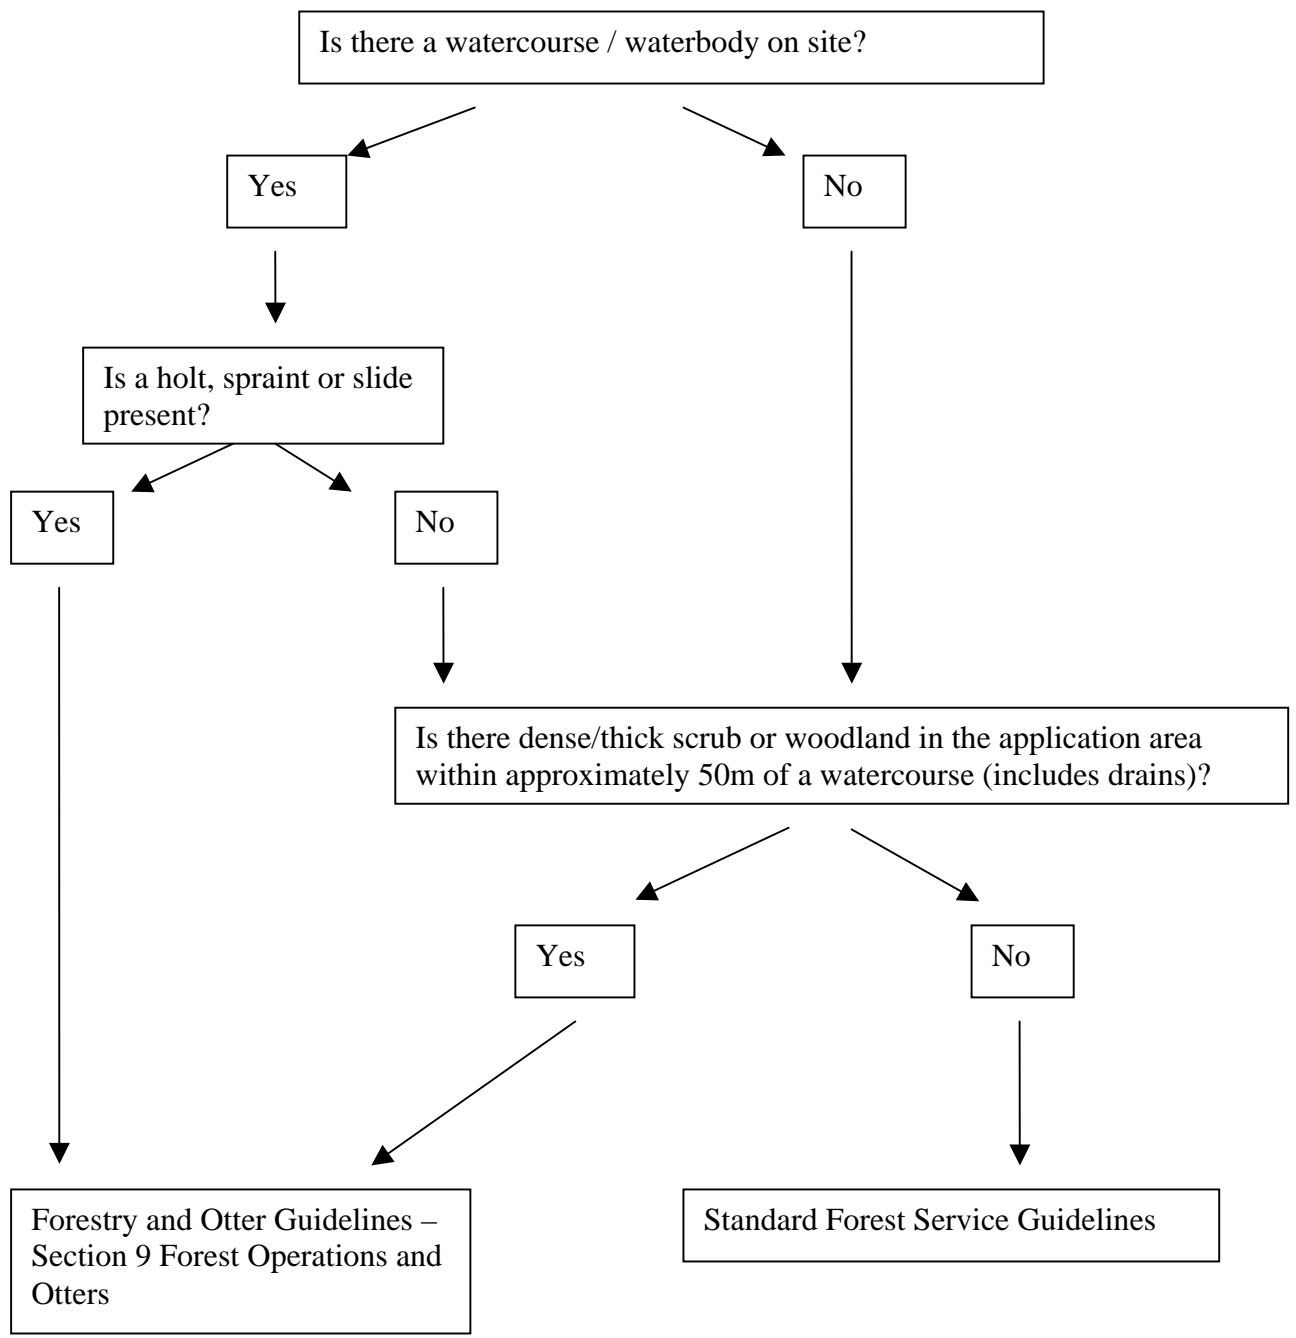 Is there a watercourse / waterbody on site?
Yes
No
Is a holt, spraint or slide
present?
Yes
No
Is there dense/thick scrub or woodland in the application area
within approximately 50m of a watercourse (includes drains)?
Yes
No
Forestry and Otter Guidelines –
Section 9 Forest Operations and
Otters
Standard Forest Service Guidelines